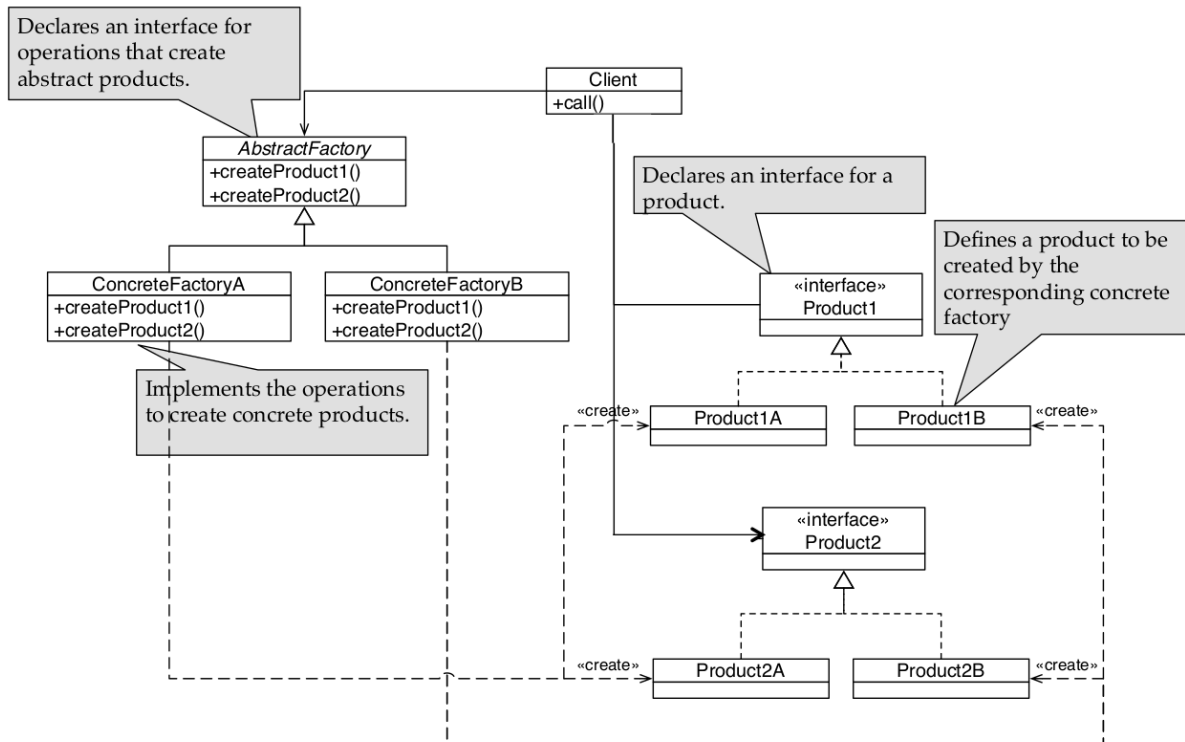 Declares an interface for
operations that create
abstract products.
Client
+call()
AbstractFactory
+createProduct1()
+createProduct2()
Declares an interface for a
product.
Defines a product to be
created by the
corresponding concrete
factory
ConcreteFactoryA
+createProduct1()
+createProduct2()
ConcreteFactoryB
+createProduct1()
+createProduct2()
«interface»
Product1
Implements the operations
to create concrete products.
«create»
Product1A
Product1B
«create»
«interface»
Product2
«create»
Product2A
Product2B
«create»